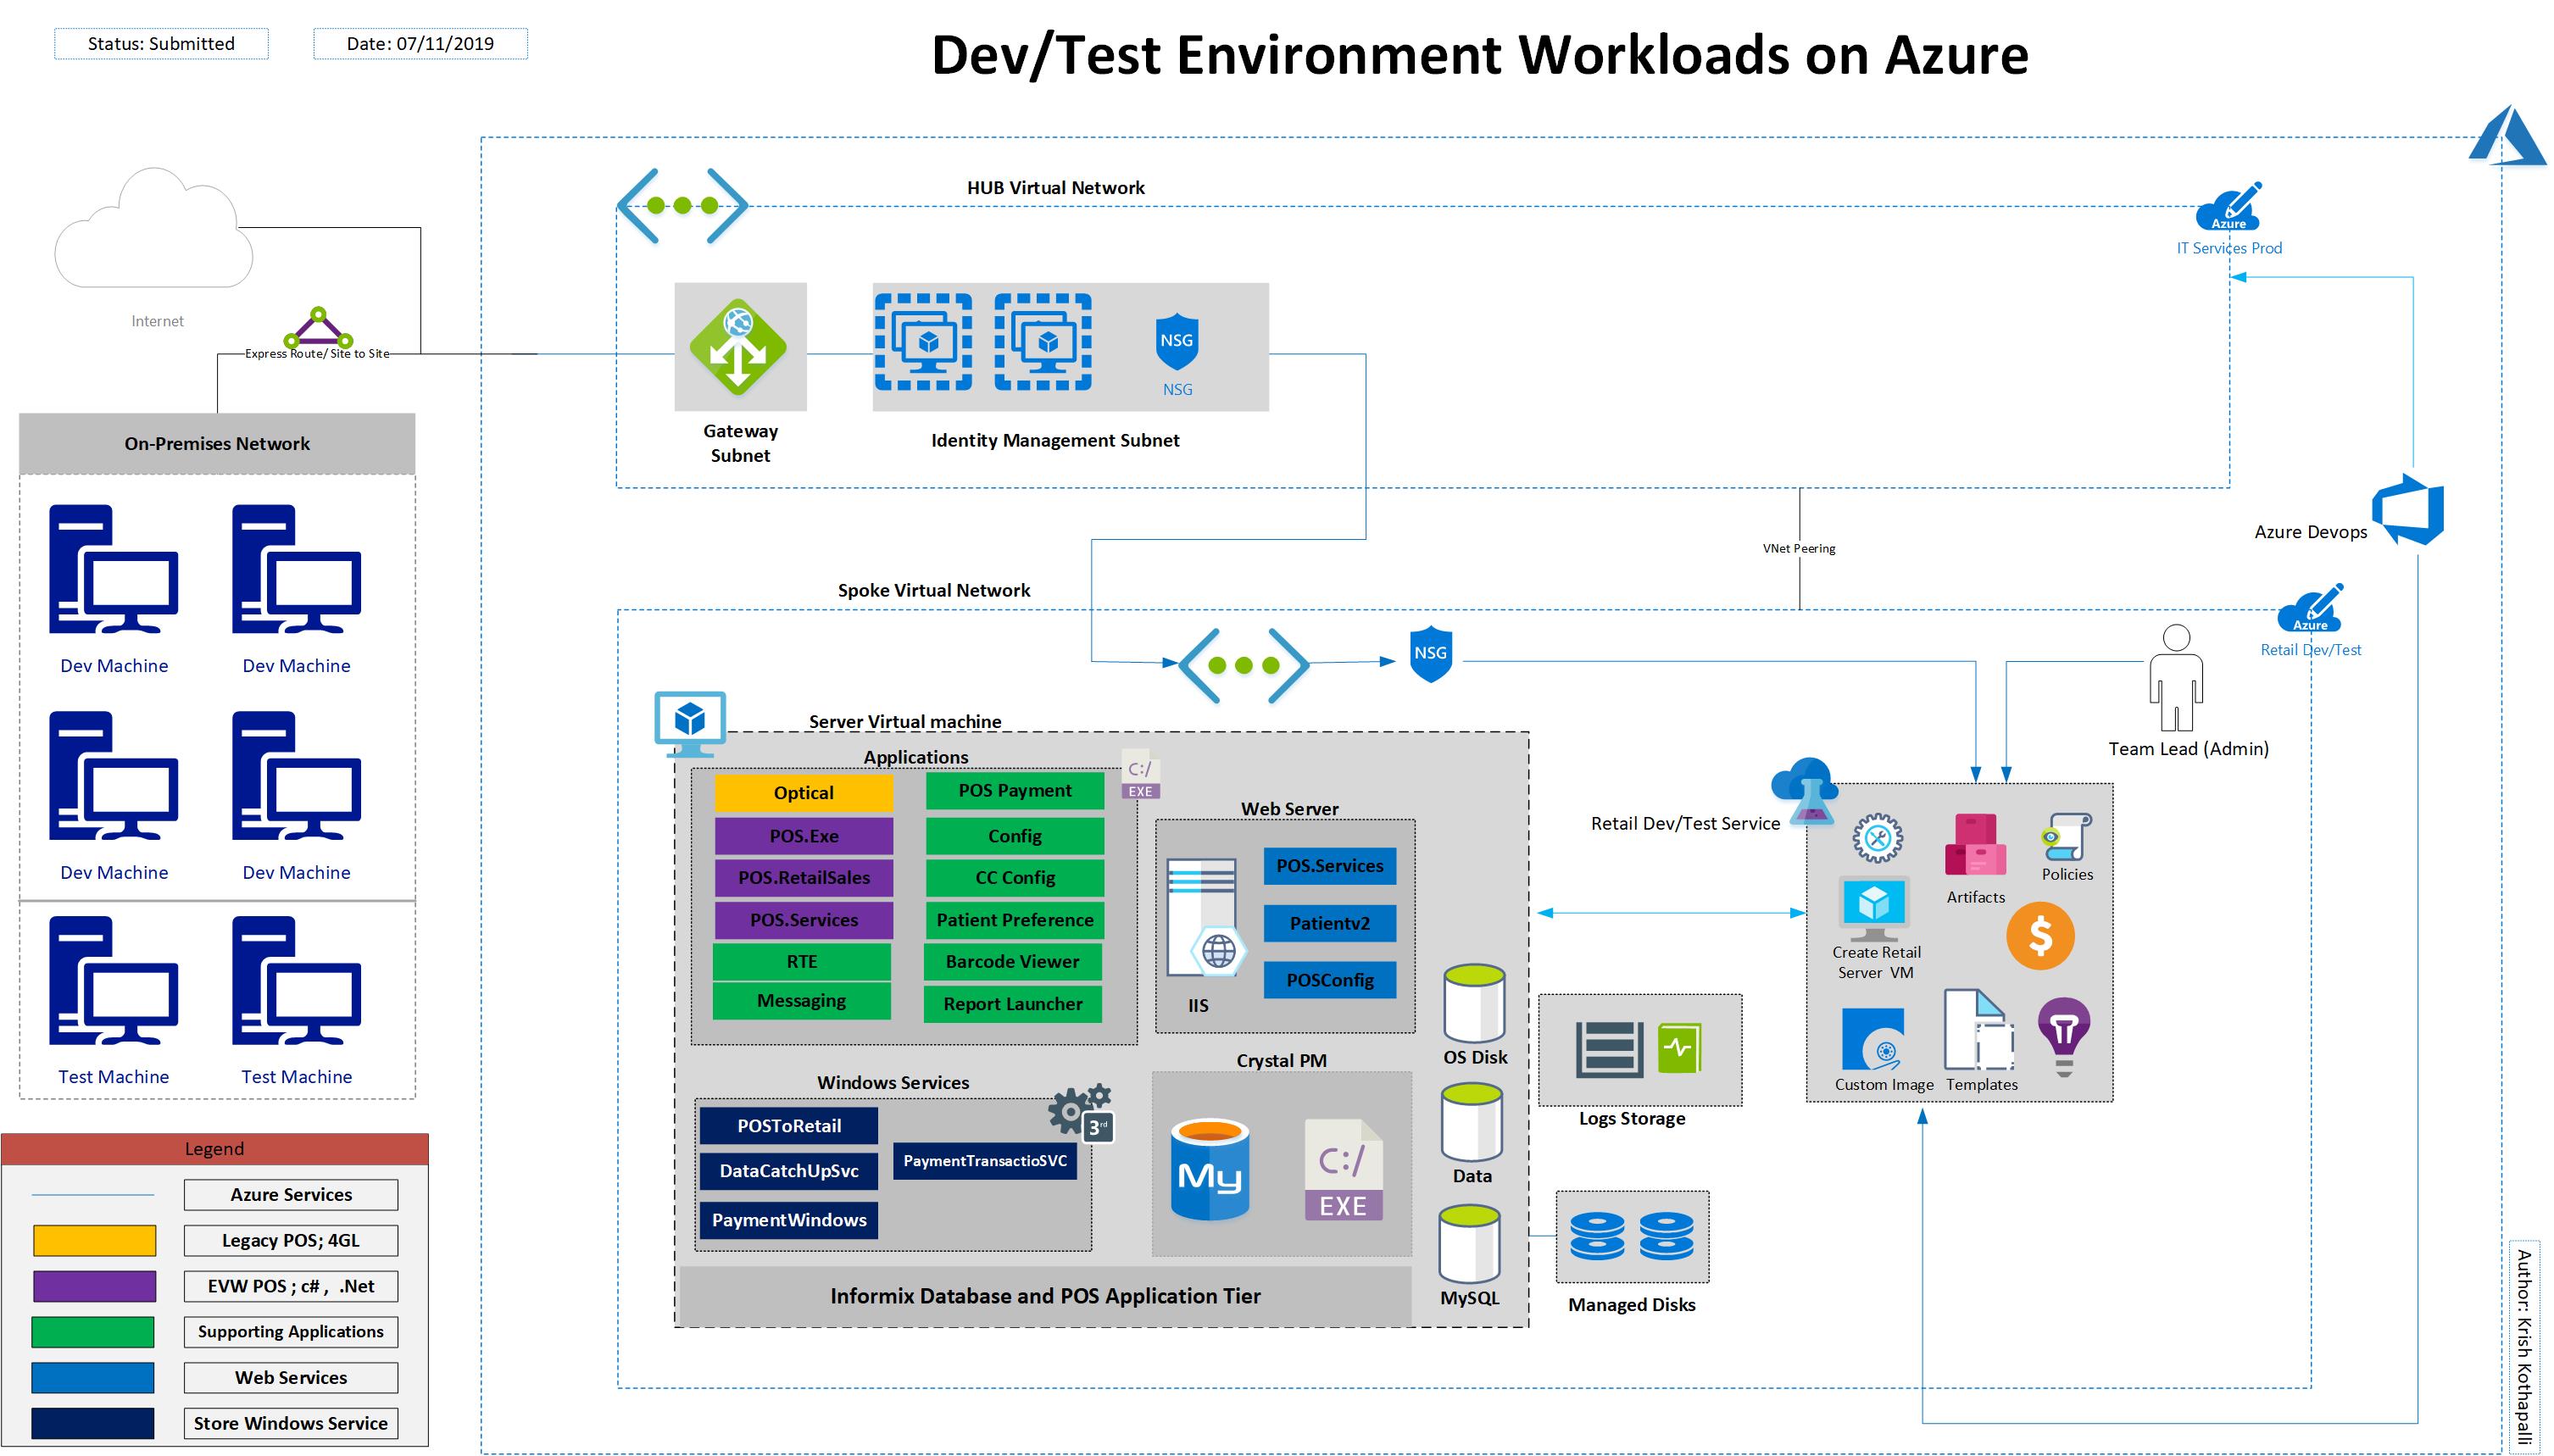 Status: Submitted
Date: 07/11/2019
Dev/Test Environment Workloads on Azure
HUB Virtual Network
Azure
IT Services Prod
Internet
Express Route/ Site to Site
NSG
NSG
Gateway
Subnet
Identity Management Subnet
On-Premises Network
Azure Devops
VNet Peering
Spoke Virtual Network
Azure
Retail Dev/Test
NSG
Dev Machine
Dev Machine
Team Lead (Admin)
Server Virtual machine
Applications
C:/
EXE
Optical
POS Payment
POS.Exe
Config
POS.RetailSales
CC Config
POS.Services
Patient Preference
RTE
Barcode Viewer
Messaging
Report Launcher
Web Server
POS.Services
Patientv2
POSConfig
IIS
Retail Dev/Test Service
Artifacts
Policies
$
Create Retail
Server VM
Custom Image
Templates
Dev Machine
Dev Machine
Test Machine
Test Machine
OS Disk
Crystal PM
Windows Services
3rd
POSToRetail
DataCatchUpSvc
PaymentTransactioSVC
PaymentWindows
My
C:/
EXE
Data
MySQL
Logs Storage
Managed Disks
Informix Database and POS Application Tier
Legend
Azure Services
Legacy POS; 4GL
EVW POS ; c# , .Net
Supporting Applications
Web Services
Store Windows Service
Author: Krish Kothapalli